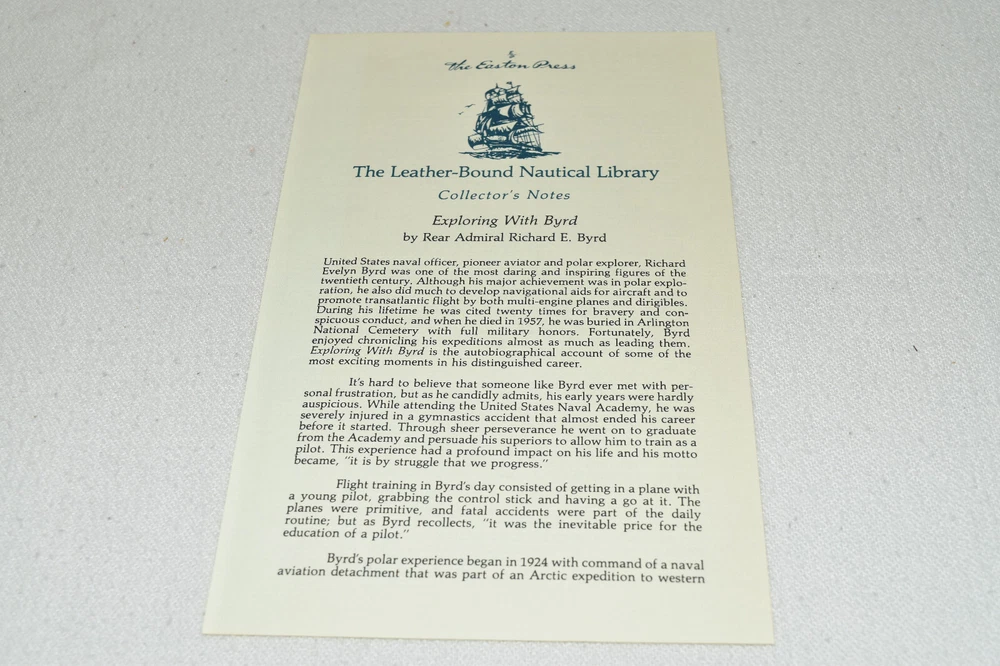 The Easton Press
The Leather-Bound Nautical Library
Collector's Notes
Exploring With Byrd
by Rear Admiral Richard E. Byrd
United States naval officer, pioneer aviator and polar explorer, Richard
Evelyn Byrd was one of the most daring and inspiring figures of the
twentieth century. Although his major achievement was in polar explo-
ration, he also did much to develop navigational aids for aircraft and to
promote transatlantic flight by both multi-engine planes and dirigibles.
During his lifetime he was cited twenty times for bravery and con-
spicuous conduct, and when he died in 1957, he was buried in Arlington
National Cemetery with full military honors. Fortunately, Byrd
enjoyed chronicling his expeditions almost as much as leading them.
Exploring With Byrd is the autobiographical account of some of the
most exciting moments in his distinguished career.
It's hard to believe that someone like Byrd ever met with per-
sonal frustration, but as he candidly admits, his early years were hardly
auspicious. While attending the United States Naval Academy, he was
severely injured in a gymnastics accident that almost ended his career
before it started. Through sheer perseverance he went on to graduate
from the Academy and persuade his superiors to allow him to train as a
pilot. This experience had a profound impact on his life and his motto
became, "it is by struggle that we progress."
Flight training in Byrd's day consisted of getting in a plane with
a young pilot, grabbing the control stick and having a go at it. The
planes were primitive, and fatal accidents were part of the daily
routine; but as Byrd recollects, "it was the inevitable price for the
education of a pilot."
Byrd's polar experience began in 1924 with command of a naval
aviation detachment that was part of an Arctic expedition to western